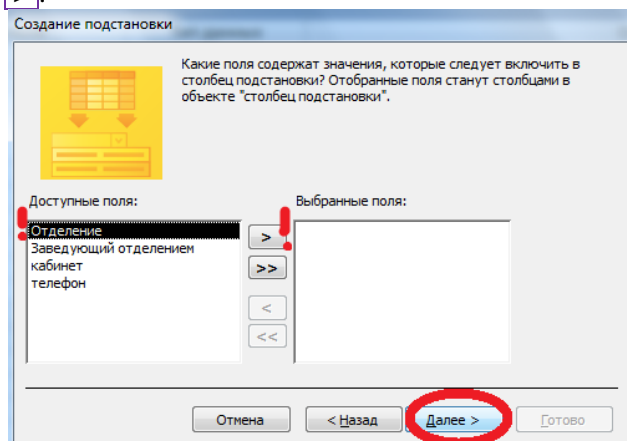 >.
Создание подстановки
Какие поля содержат значения, которые следует включить в
столбец подстановки? Отобранные поля станут столбцами в
объекте "столбец подстановки".
Доступные поля:
Выбранные поля:
! !
Отделение
Заведующий отделением
кабинет
телефон
>
>>
<
<<
Отмена
< Назад
Далее >
Готово